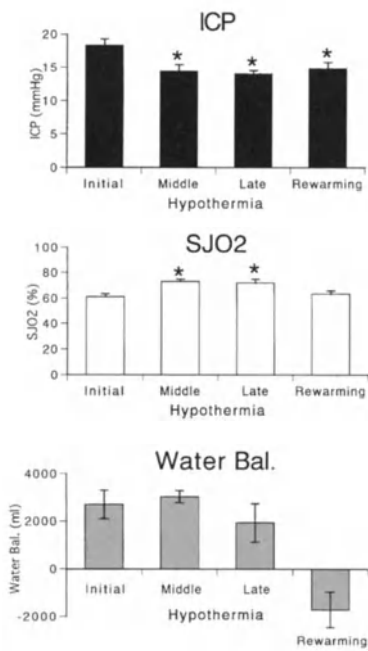 ICP
20
15
10
5
0
ICP (mmHg)
* * *
Initial Middle Late Rewarming
Hypothermia
SJO2
100
80
60
40
20
0
SJO2 (%)
* *
Initial Middle Late Rewarming
Hypothermia
Water Bal.
4000
2000
0
-2000
Water Bal. (ml)
Initial Middle Late
Hypothermia
Rewarming